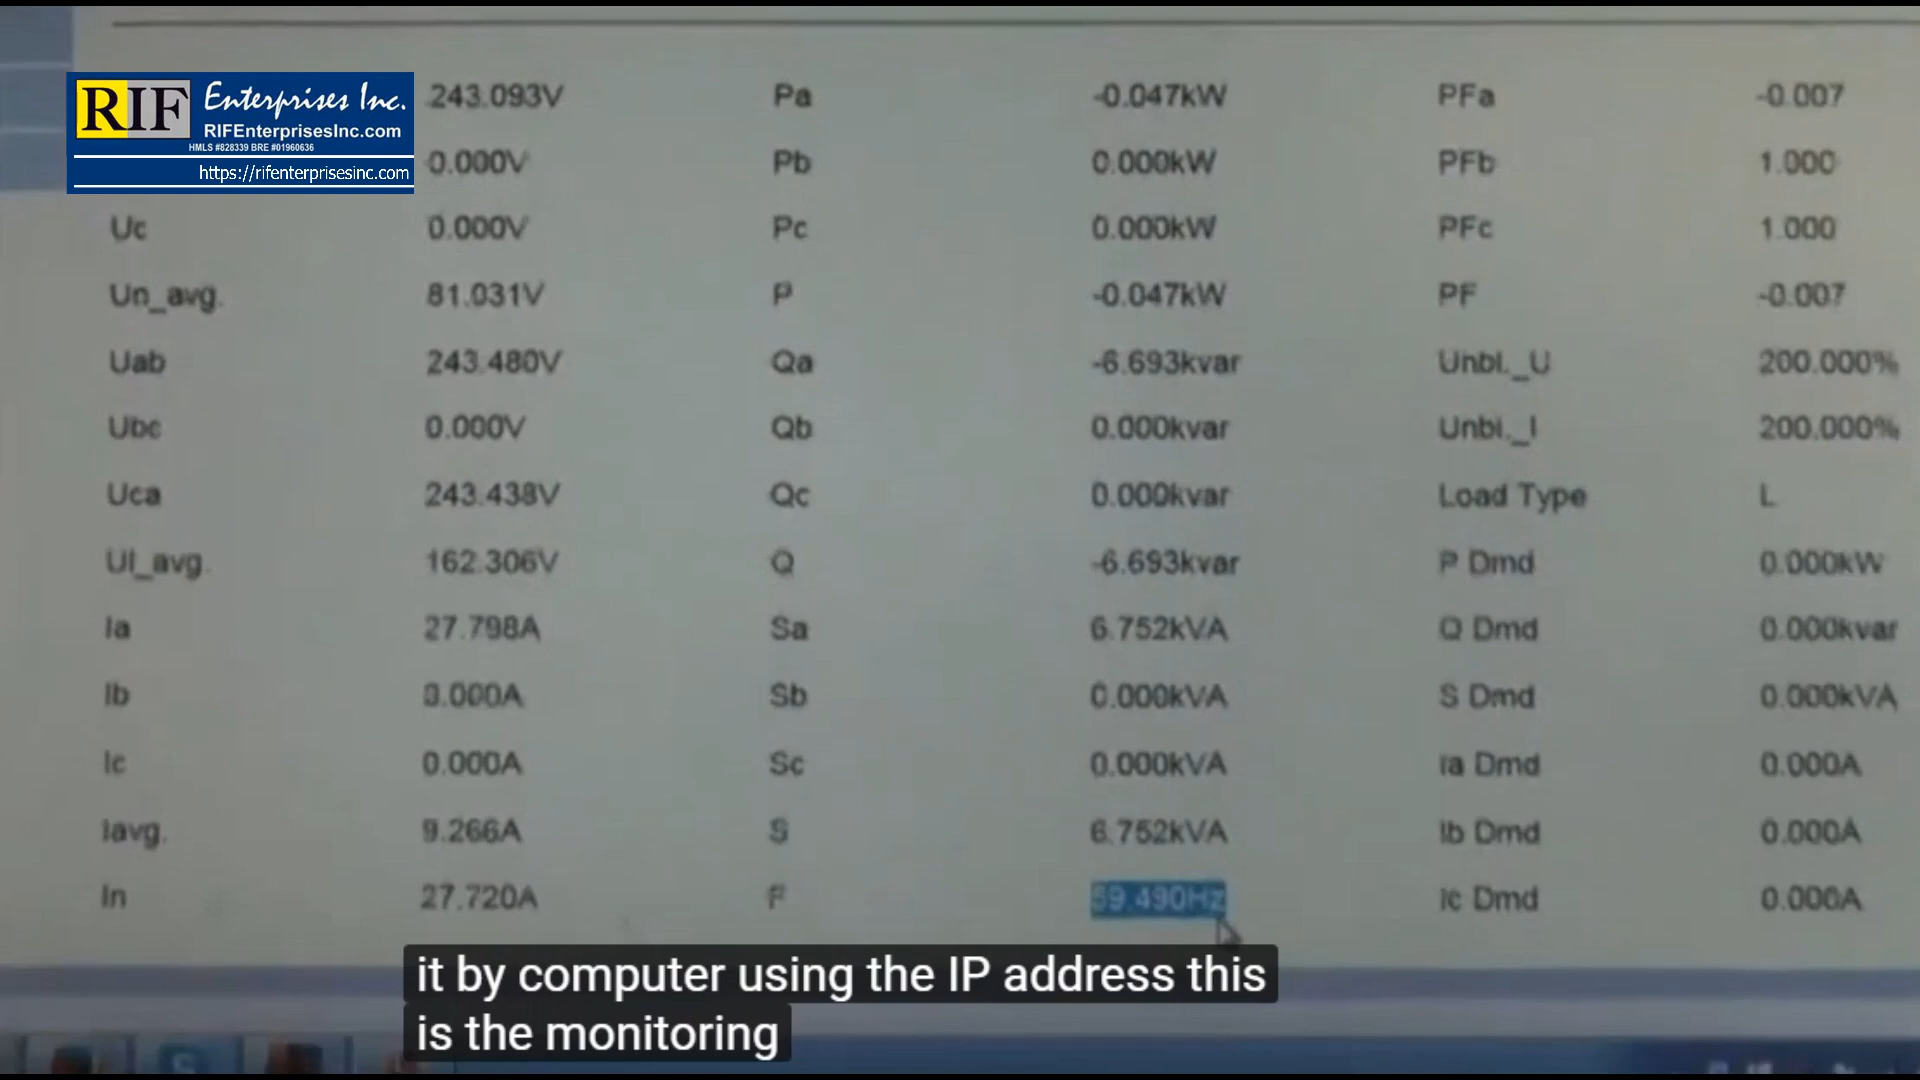 RIF Enterprises Inc.
RIFEnterprisesInc.com
HMLS #828339 BRE #01960636
https://rifenterprisesinc.com
243.093V Pa -0.047kW PFa -0.007
0.000V Pb 0.000kW PFb 1.000
Uc 0.000V Pc 0.000kW PFc 1.000
Un_avg. 81.031V P -0.047kW PF -0.007
Uab 243.480V Qa -6.693kvar Unbl._U 200.000%
Ubc 0.000V Qb 0.000kvar Unbl._I 200.000%
Uca 243.438V Qc 0.000kvar Load Type L
Ul_avg. 162.306V Q -6.693kvar P Dmd 0.000kW
Ia 27.798A Sa 6.752kVA Q Dmd 0.000kvar
Ib 0.000A Sb 0.000kVA S Dmd 0.000kVA
Ic 0.000A Sc 0.000kVA Ia Dmd 0.000A
Iavg. 9.266A S 6.752kVA Ib Dmd 0.000A
In 27.720A F 59.490Hz Ic Dmd 0.000A
it by computer using the IP address this
is the monitoring